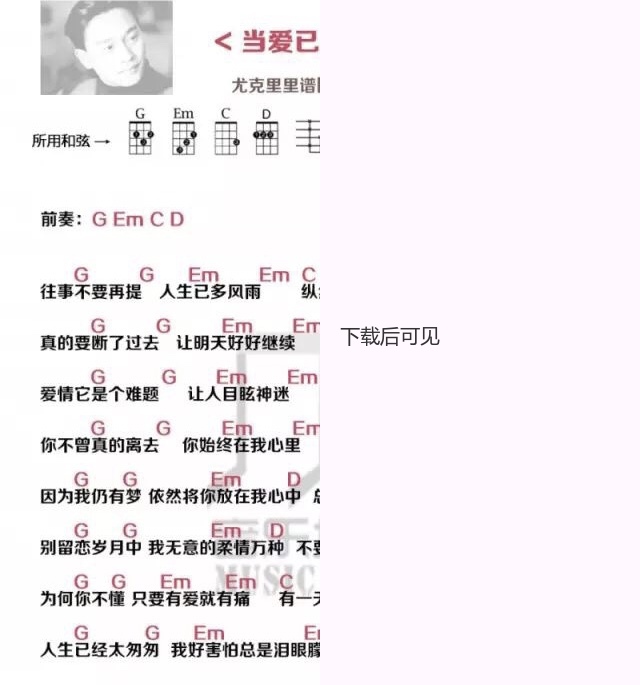 < 当爱已
尤克里里谱
G Em C D
所用和弦→
前奏：G Em C D
G G Em Em C
往事不要再提 人生已多风雨 纵
G G Em Em
真的要断了过去 让明天好好继续
G G Em Em
爱情它是个难题 让人目眩神迷
G G Em Em
你不曾真的离去 你始终在我心里
G G Em D
因为我仍有梦 依然将你放在我心中 总
G G Em D
别留恋岁月中 我无意的柔情万种 不要
G G Em Em C
为何你不懂 只要有爱就有痛 有一天
G G Em E
人生已经太匆匆 我好害怕总是泪眼朦
下载后可见
MUSIC